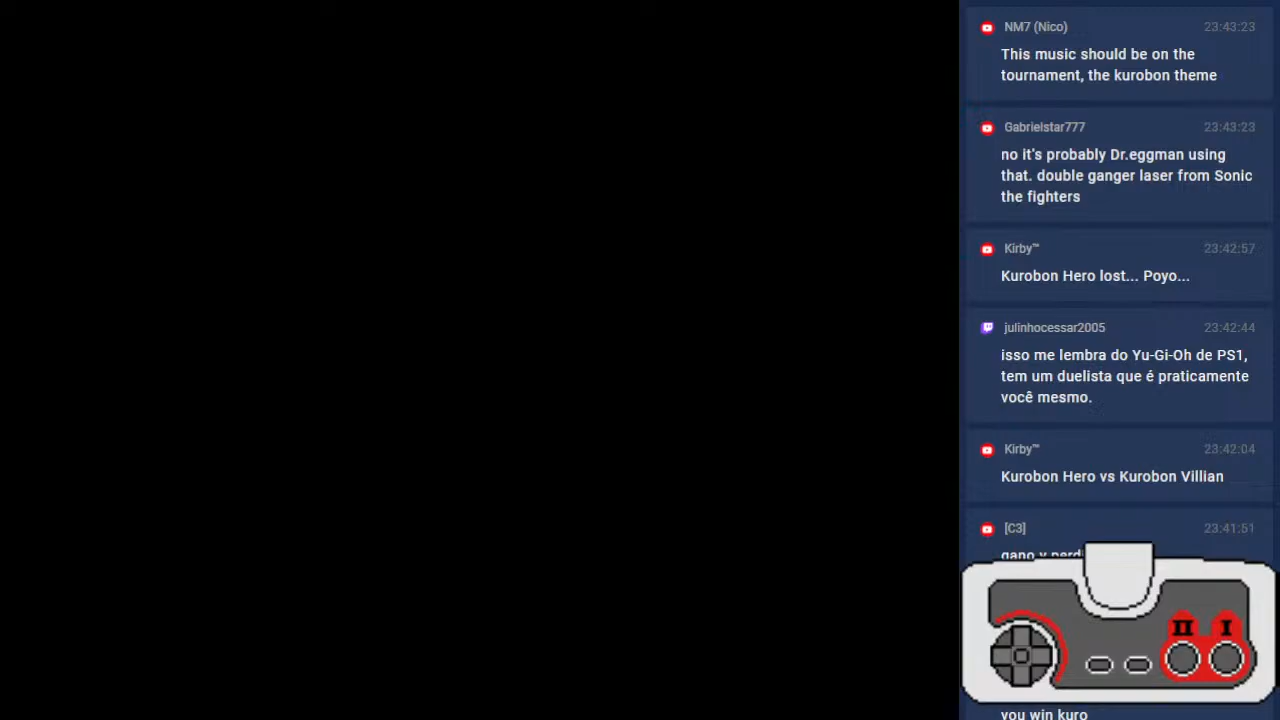 NM7 (Nico) 23:43:23
This music should be on the
tournament, the kurobon theme
Gabrielstar777 23:43:23
no it's probably Dr.eggman using
that. double ganger laser from Sonic
the fighters
Kirby™ 23:42:57
Kurobon Hero lost... Poyo...
julinhocessar2005 23:42:44
isso me lembra do Yu-Gi-Oh de PS1,
tem um duelista que é praticamente
você mesmo.
Kirby™ 23:42:04
Kurobon Hero vs Kurobon Villian
[C3] 23:41:51
gano y
II I
you win kuro